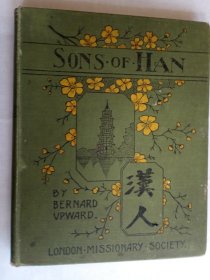 SONS·OF·HAN
BY
BERNARD
UPWARD.
漢
人
LONDON·MISSIONARY·SOCIETY.